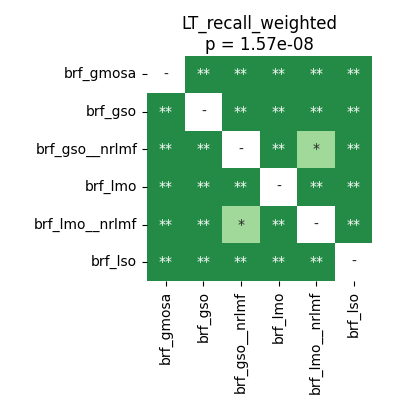 LT_recall_weighted
p = 1.57e-08
brf_gmosa - ** ** ** ** **
brf_gso ** - ** ** ** **
brf_gso__nrlmf ** ** - ** * **
brf_lmo ** ** ** - ** **
brf_lmo__nrlmf ** ** * ** - **
brf_lso ** ** ** ** ** -
brf_gmosa brf_gso brf_gso__nrlmf brf_lmo brf_lmo__nrlmf brf_lso